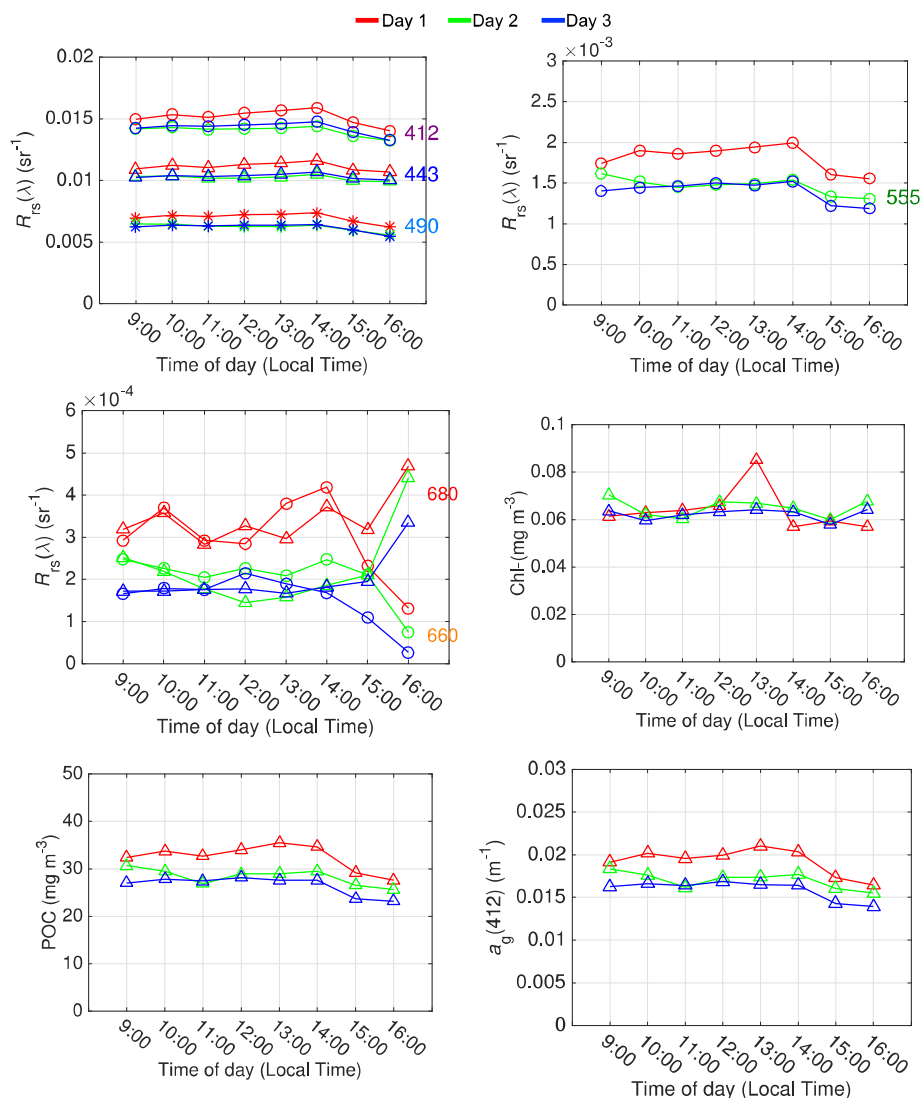 Day 1 Day 2 Day 3
0.02
0.015
0.01
0.005
0
Rrs(λ) (sr-1)
412
443
490
9:00 10:00 11:00 12:00 13:00 14:00 15:00 16:00
Time of day (Local Time)
×10-3
3
2.5
2
1.5
1
0.5
0
Rrs(λ) (sr-1)
555
9:00 10:00 11:00 12:00 13:00 14:00 15:00 16:00
Time of day (Local Time)
×10-4
6
5
4
3
2
1
0
Rrs(λ) (sr-1)
680
660
9:00 10:00 11:00 12:00 13:00 14:00 15:00 16:00
Time of day (Local Time)
0.1
0.08
0.06
0.04
0.02
0
Chl-(mg m-3)
9:00 10:00 11:00 12:00 13:00 14:00 15:00 16:00
Time of day (Local Time)
50
40
30
20
10
0
POC (mg m-3)
9:00 10:00 11:00 12:00 13:00 14:00 15:00 16:00
Time of day (Local Time)
0.03
0.025
0.02
0.015
0.01
0.005
0
ag(412) (m-1)
9:00 10:00 11:00 12:00 13:00 14:00 15:00 16:00
Time of day (Local Time)